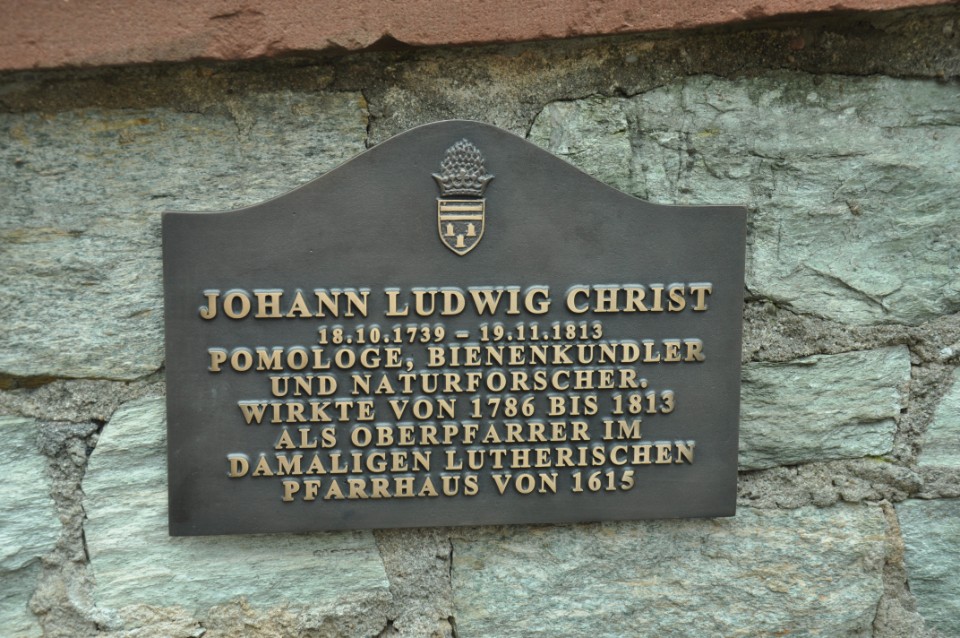 JOHANN LUDWIG CHRIST
18.10.1739 – 19.11.1813
POMOLOGE, BIENENKUNDLER
UND NATURFORSCHER.
WIRKTE VON 1786 BIS 1813
ALS OBERPFARRER IM
DAMALIGEN LUTHERISCHEN
PFARRHAUS VON 1615